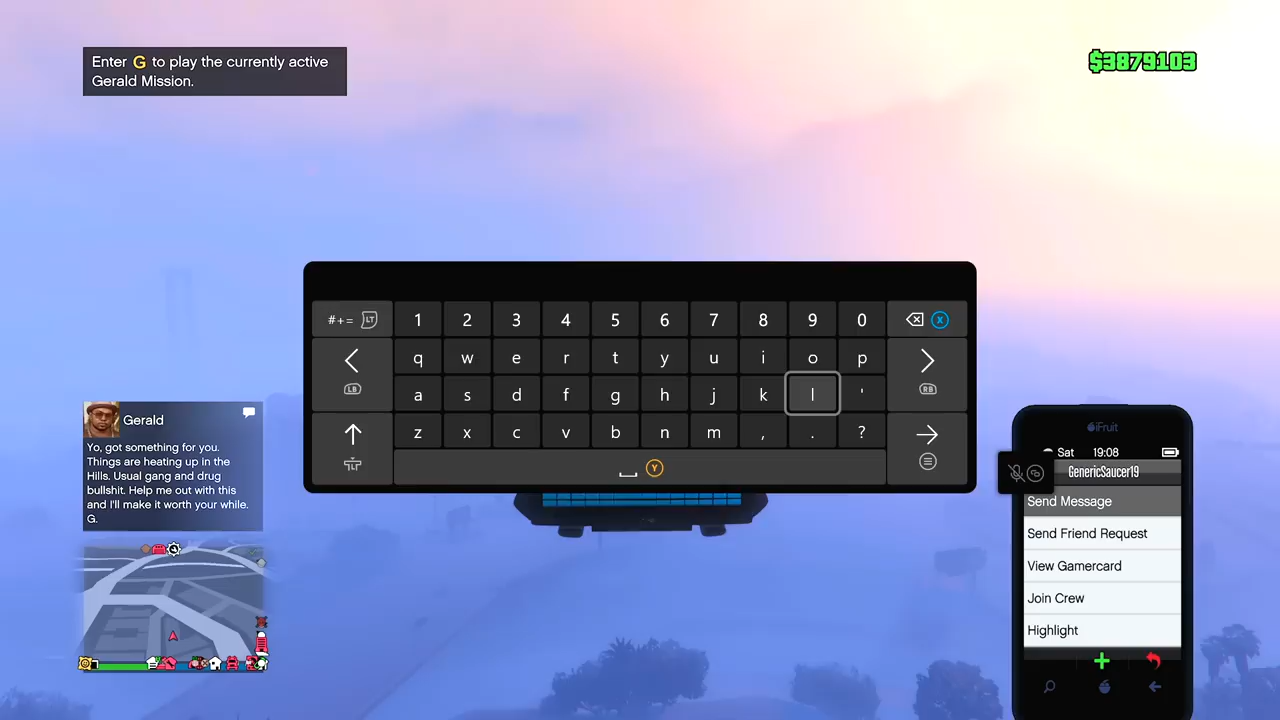 Enter G to play the currently active
Gerald Mission.
$3879103
#+= LT 1 2 3 4 5 6 7 8 9 0 X
q w e r t y u i o p
LB RB
a s d f g h j k l '
z x c v b n m , . ?
Y
Gerald
Yo, got something for you.
Things are heating up in the
Hills. Usual gang and drug
bullshit. Help me out with this
and I'll make it worth your while.
G.
iFruit
Sat 19:08
GenericSaucer19
Send Message
Send Friend Request
View Gamercard
Join Crew
Highlight